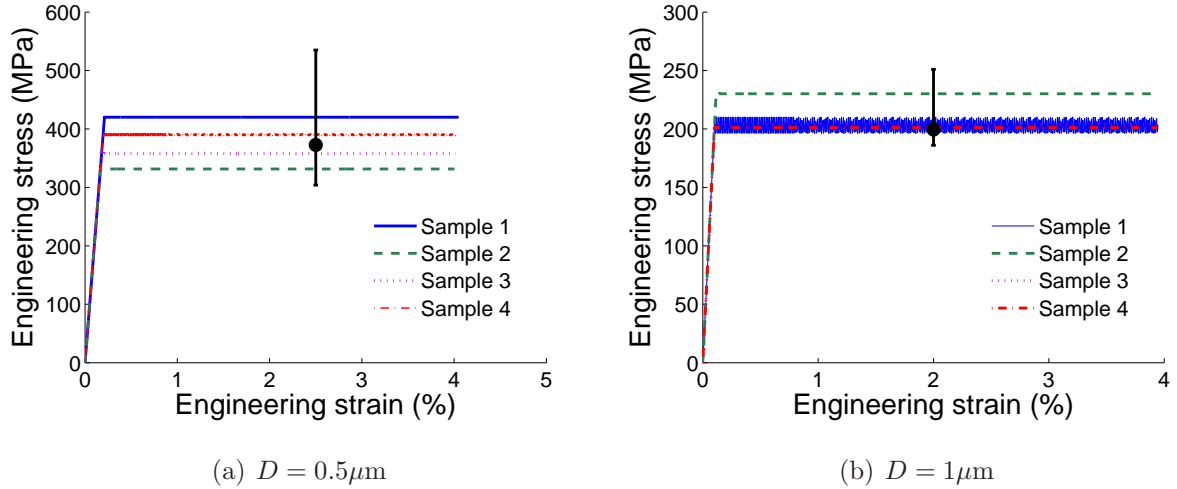 600
500
400
300
200
100
0
0 1 2 3 4 5
Engineering stress (MPa)
Engineering strain (%)
Sample 1
Sample 2
Sample 3
Sample 4
(a) D = 0.5μm
300
250
200
150
100
50
0
0 1 2 3 4
Engineering stress (MPa)
Engineering strain (%)
Sample 1
Sample 2
Sample 3
Sample 4
(b) D = 1μm